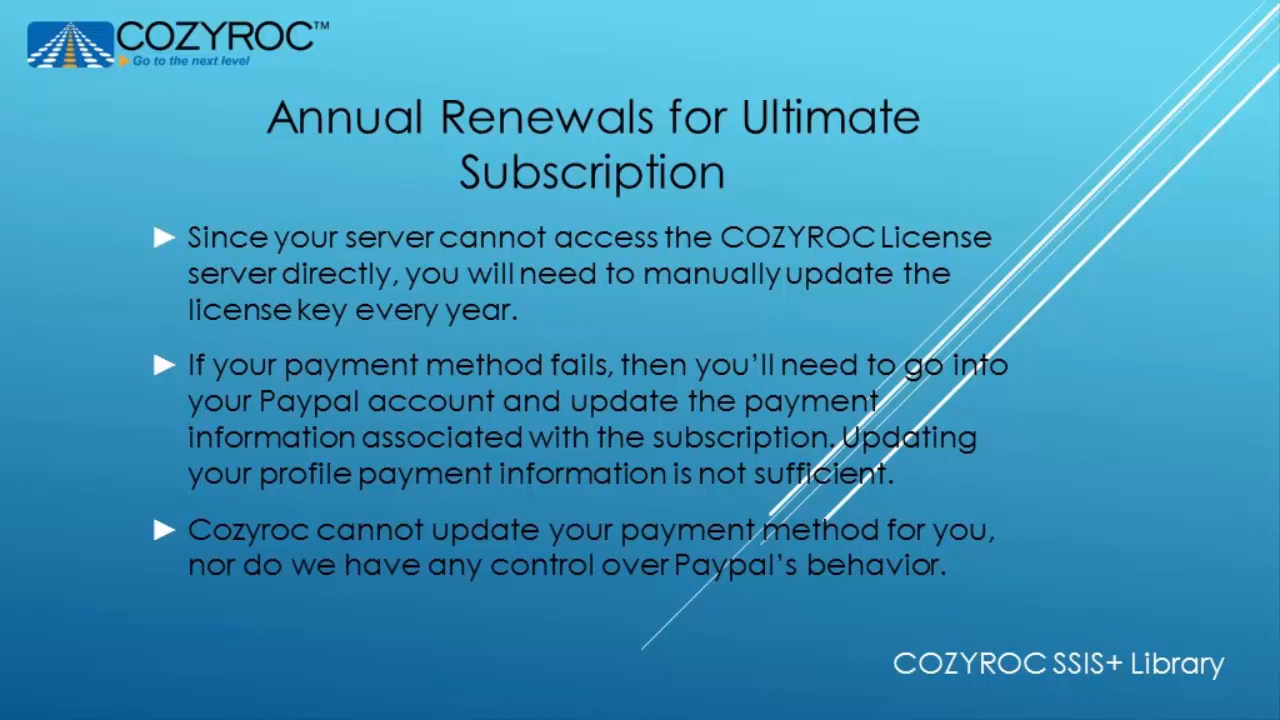 COZYROC™
Go to the next level
Annual Renewals for Ultimate
Subscription
Since your server cannot access the COZYROC License
server directly, you will need to manually update the
license key every year.
If your payment method fails, then you'll need to go into
your Paypal account and update the payment
information associated with the subscription. Updating
your profile payment information is not sufficient.
Cozyroc cannot update your payment method for you,
nor do we have any control over Paypal's behavior.
COZYROC SSIS+ Library